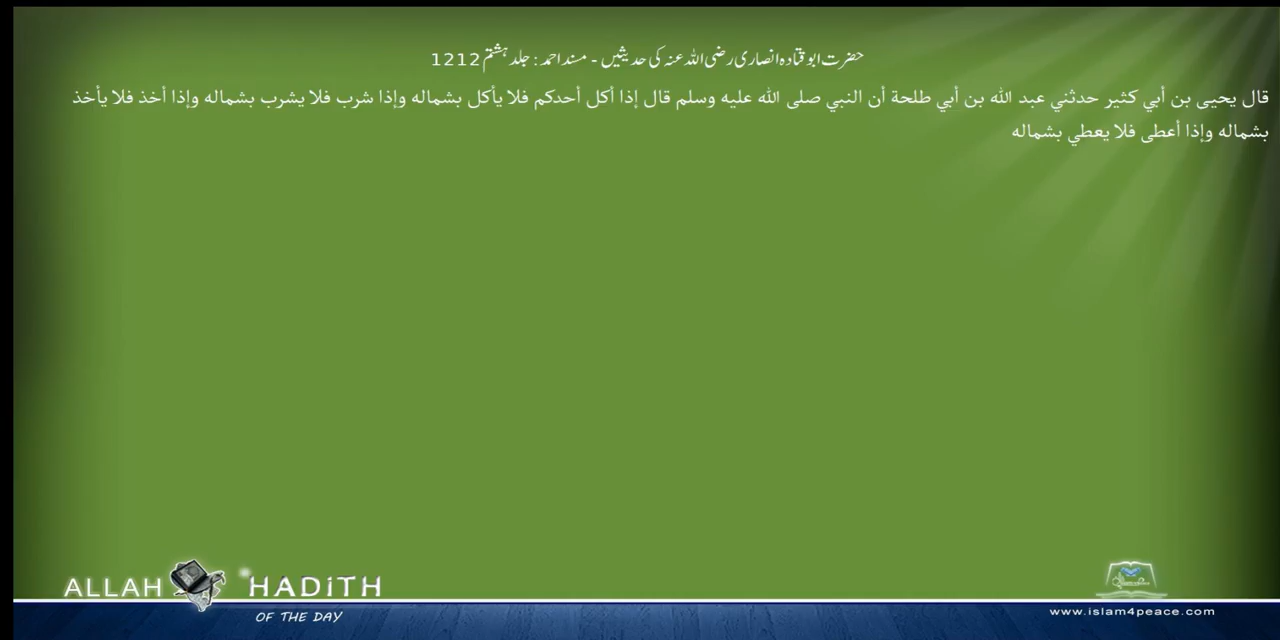 حضرت ابو قتادہ انصاری رضی اللہ عنہ کی حدیثیں - مسند احمد : جلد ہشتم 1212
قال يحيى بن أبي كثير حدثني عبد الله بن أبي طلحة أن النبي صلى الله عليه وسلم قال إذا أكل أحدكم فلا يأكل بشماله وإذا شرب فلا يشرب بشماله وإذا أخذ فلا يأخذ
بشماله وإذا أعطى فلا يعطي بشماله
ALLAH HADITH
OF THE DAY
www.islam4peace.com